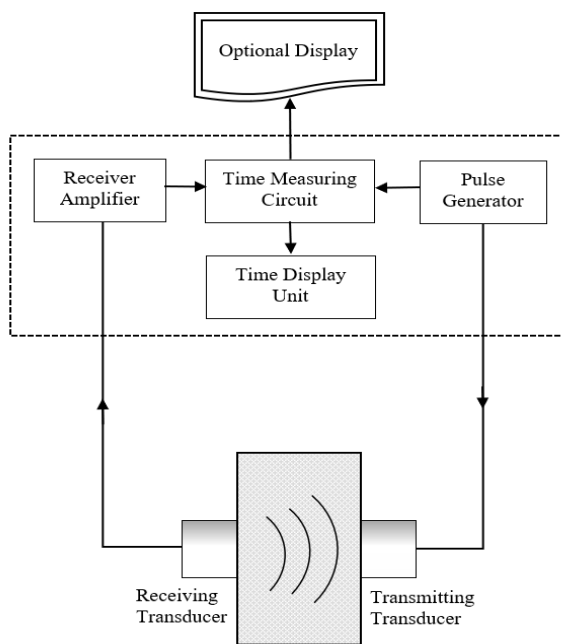 Optional Display
Receiver
Amplifier
Time Measuring
Circuit
Pulse
Generator
Time Display
Unit
Receiving
Transducer
Transmitting
Transducer